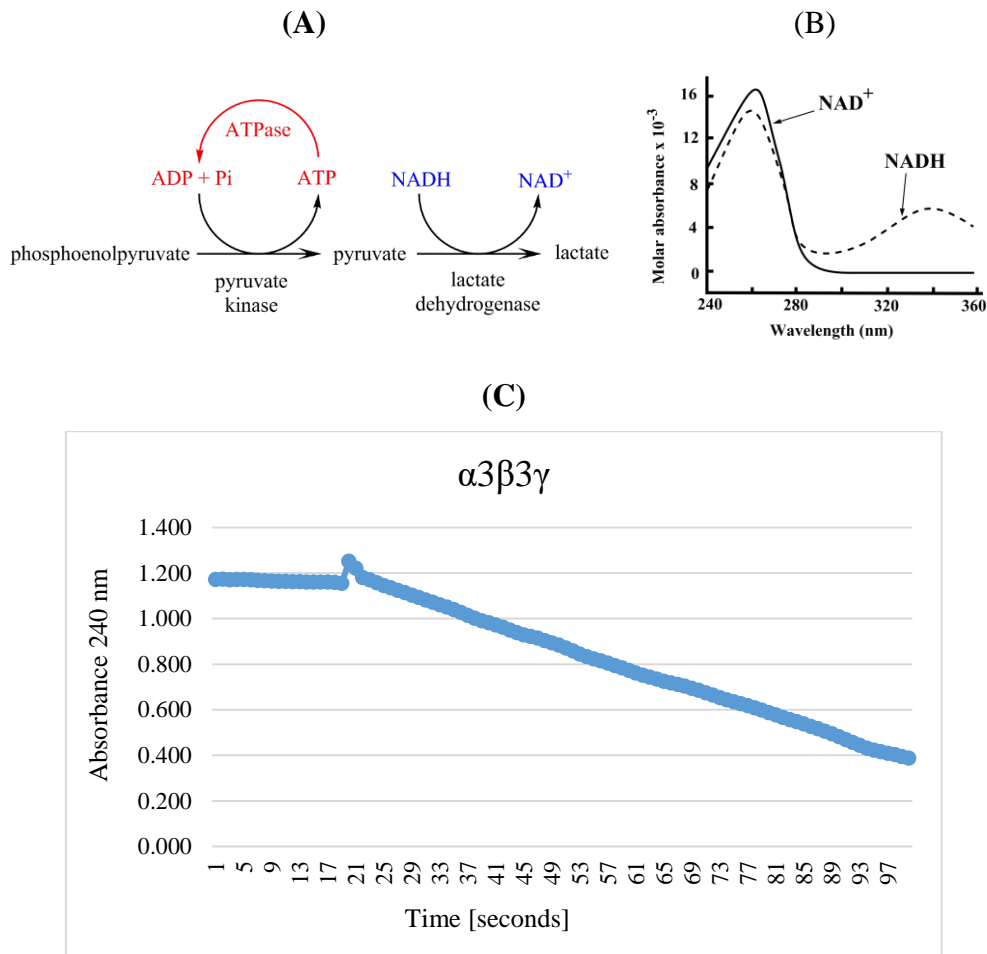 (A)
ATPase
ADP + Pi ATP NADH NAD+
phosphoenolpyruvate pyruvate lactate
pyruvate
kinase
lactate
dehydrogenase
(B)
Molar absorbance x 10-3
16
12
8
4
0
NAD+
NADH
240 280 320 360
Wavelength (nm)
(C)
α3β3γ
Absorbance 240 nm
1.400
1.200
1.000
0.800
0.600
0.400
0.200
0.000
1 5 9 13 17 21 25 29 33 37 41 45 49 53 57 61 65 69 73 77 81 85 89 93 97
Time [seconds]